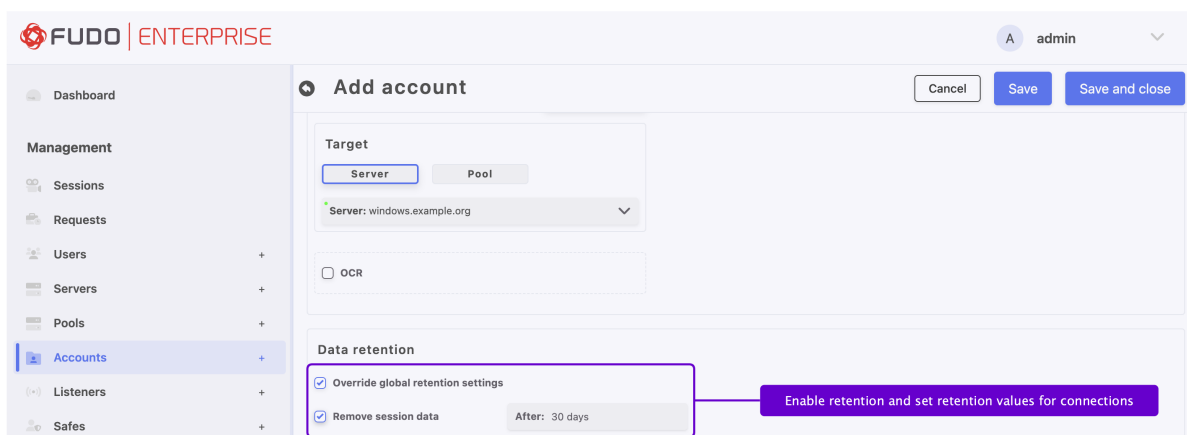 FUDO ENTERPRISE
A admin
Dashboard
Add account
Cancel
Save
Save and close
Management
Sessions
Requests
Users +
Servers +
Pools +
Accounts +
Listeners +
Safes +
Target
Server
Pool
Server: windows.example.org
OCR
Data retention
Override global retention settings
Remove session data
After: 30 days
Enable retention and set retention values for connections